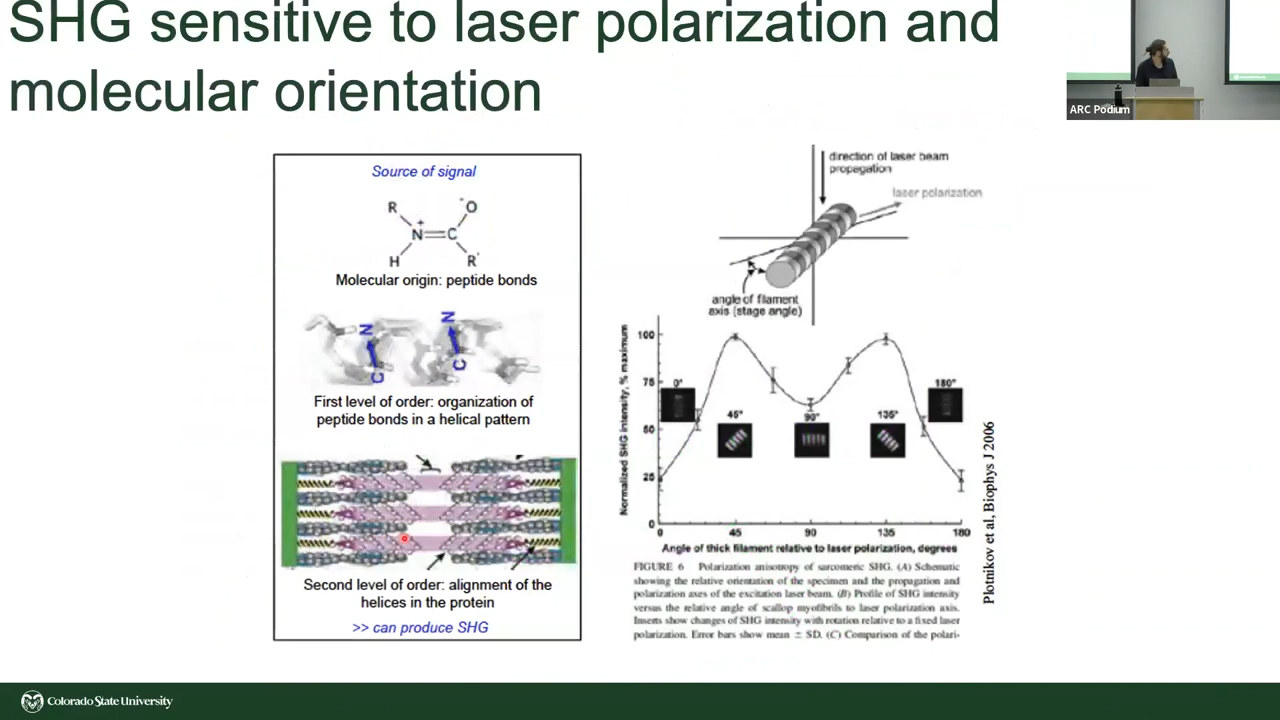 SHG sensitive to laser polarization and
molecular orientation
ARC Podium
Source of signal
R
-O
+
N
C
H
R'
Molecular origin: peptide bonds
N
N
C
C
First level of order: organization of
peptide bonds in a helical pattern
Second level of order: alignment of the
helices in the protein
>> can produce SHG
direction of laser beam
propagation
laser polarization
angle of filament
axis (stage angle)
Normalized SHG intensity, % maximum
100
75
50
25
0
0°
45°
90°
135°
180°
0
45
90
135
180
Angle of thick filament relative to laser polarization, degrees
FIGURE 6 Polarization anisotropy of sarcomeric SHG. (A) Schematic
showing the relative orientation of the specimen and the propagation and
polarization axes of the excitation laser beam. (B) Profile of SHG intensity
versus the relative angle of scallop myofibrils to laser polarization axis.
Inserts show changes of SHG intensity with rotation relative to a fixed laser
polarization. Error bars show mean ± SD. (C) Comparison of the polari-
Plotnikov et al, Biophys J 2006
Colorado State University